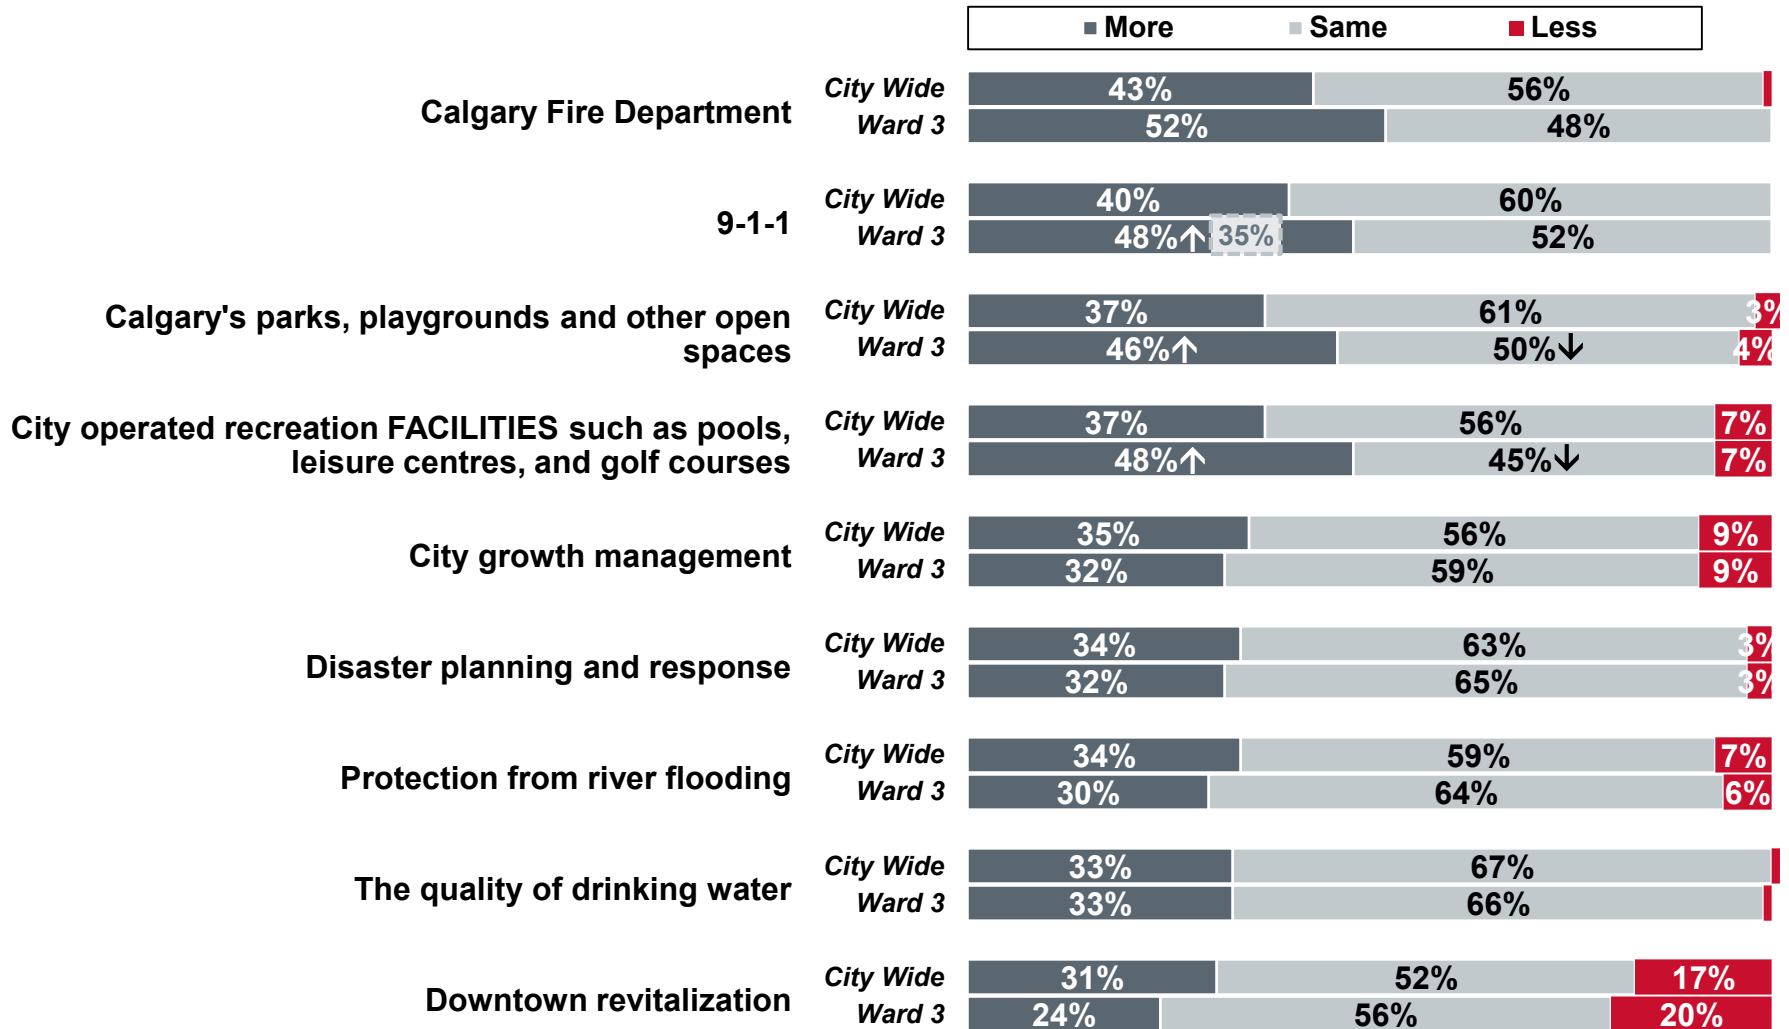 More Same Less
City Wide 43% 56%
Calgary Fire Department
Ward 3 52% 48%
City Wide 40% 60%
9-1-1
Ward 3 48%↑ 35% 52%
City Wide 37% 61% 3%
Calgary's parks, playgrounds and other open
spaces
Ward 3 46%↑ 50%↓ 4%
City Wide 37% 56% 7%
City operated recreation FACILITIES such as pools,
leisure centres, and golf courses
Ward 3 48%↑ 45%↓ 7%
City Wide 35% 56% 9%
City growth management
Ward 3 32% 59% 9%
City Wide 34% 63% 3%
Disaster planning and response
Ward 3 32% 65% 3%
City Wide 34% 59% 7%
Protection from river flooding
Ward 3 30% 64% 6%
City Wide 33% 67%
The quality of drinking water
Ward 3 33% 66%
City Wide 31% 52% 17%
Downtown revitalization
Ward 3 24% 56% 20%